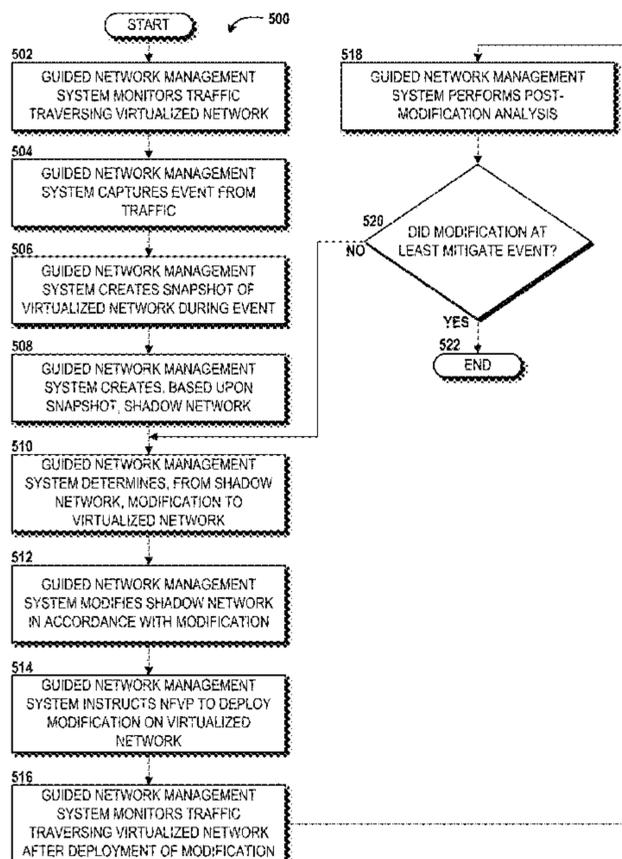 START
500
502
GUIDED NETWORK MANAGEMENT
SYSTEM MONITORS TRAFFIC
TRAVERSING VIRTUALIZED NETWORK
504
GUIDED NETWORK MANAGEMENT
SYSTEM CAPTURES EVENT FROM
TRAFFIC
506
GUIDED NETWORK MANAGEMENT
SYSTEM CREATES SNAPSHOT OF
VIRTUALIZED NETWORK DURING EVENT
508
GUIDED NETWORK MANAGEMENT
SYSTEM CREATES, BASED UPON
SNAPSHOT, SHADOW NETWORK
510
GUIDED NETWORK MANAGEMENT
SYSTEM DETERMINES, FROM SHADOW
NETWORK, MODIFICATION TO
VIRTUALIZED NETWORK
512
GUIDED NETWORK MANAGEMENT
SYSTEM MODIFIES SHADOW NETWORK
IN ACCORDANCE WITH MODIFICATION
514
GUIDED NETWORK MANAGEMENT
SYSTEM INSTRUCTS NFVP TO DEPLOY
MODIFICATION ON VIRTUALIZED
NETWORK
516
GUIDED NETWORK MANAGEMENT
SYSTEM MONITORS TRAFFIC
TRAVERSING VIRTUALIZED NETWORK
AFTER DEPLOYMENT OF MODIFICATION
518
GUIDED NETWORK MANAGEMENT
SYSTEM PERFORMS POST-
MODIFICATION ANALYSIS
520
DID MODIFICATION AT
LEAST MITIGATE EVENT?
NO
YES
522
END